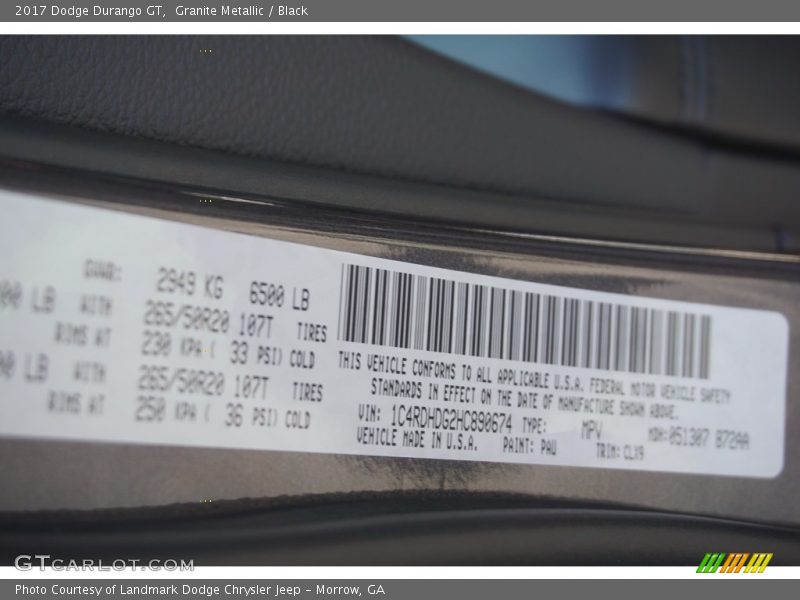 2017 Dodge Durango GT, Granite Metallic / Black
GAWR: 2949 KG 6500 LB
00 LB WITH 265/50R20 107T TIRES
RIMS AT 230 KPA ( 33 PSI) COLD
00 LB WITH 265/50R20 107T TIRES
RIMS AT 250 KPA ( 36 PSI) COLD
THIS VEHICLE CONFORMS TO ALL APPLICABLE U.S.A. FEDERAL MOTOR VEHICLE SAFETY
STANDARDS IN EFFECT ON THE DATE OF MANUFACTURE SHOWN ABOVE.
VIN: 1C4RDHDG2HC890674 TYPE: MPV MDH: 051307 872AA
VEHICLE MADE IN U.S.A. PAINT: PAU TRIM: CLX9
GTCARLOT.COM
Photo Courtesy of Landmark Dodge Chrysler Jeep – Morrow, GA